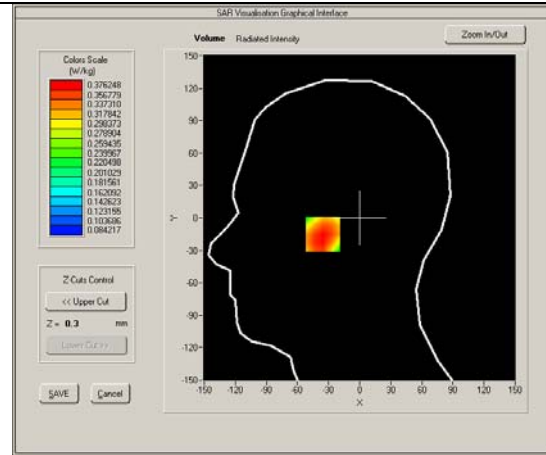 SAR Visualisation Graphical Interface
Volume Radiated Intensity
Zoom In/Out
Colors Scale
(W/kg)
0.376248
0.356779
0.337310
0.317842
0.298373
0.278904
0.259435
0.239967
0.220498
0.201029
0.181561
0.162092
0.142623
0.123155
0.103686
0.084217
Z Cuts Control
<< Upper Cut
Z = 0.3 mm
Lower Cut >>
SAVE Cancel
150
120
90
60
30
0
-30
-60
-90
-120
-150
Y
-150 -120 -90 -60 -30 0 30 60 90 120 150
X